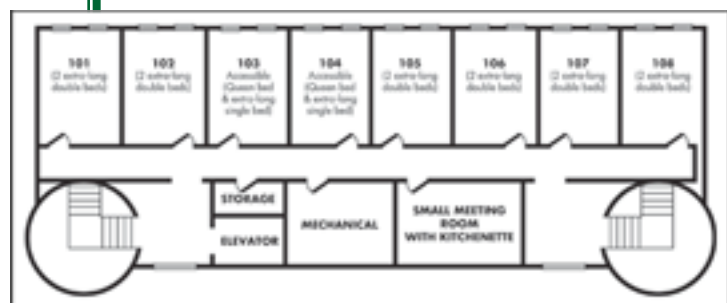 101
(2 extra-long
double beds)
102
(2 extra-long
double beds)
103
Accessible
(Queen bed
& extra-long
single bed)
104
Accessible
(Queen bed
& extra-long
single bed)
105
(2 extra-long
double beds)
106
(2 extra-long
double beds)
107
(2 extra-long
double beds)
108
(2 extra-long
double beds)
STORAGE
ELEVATOR
MECHANICAL
SMALL MEETING
ROOM
WITH KITCHENETTE